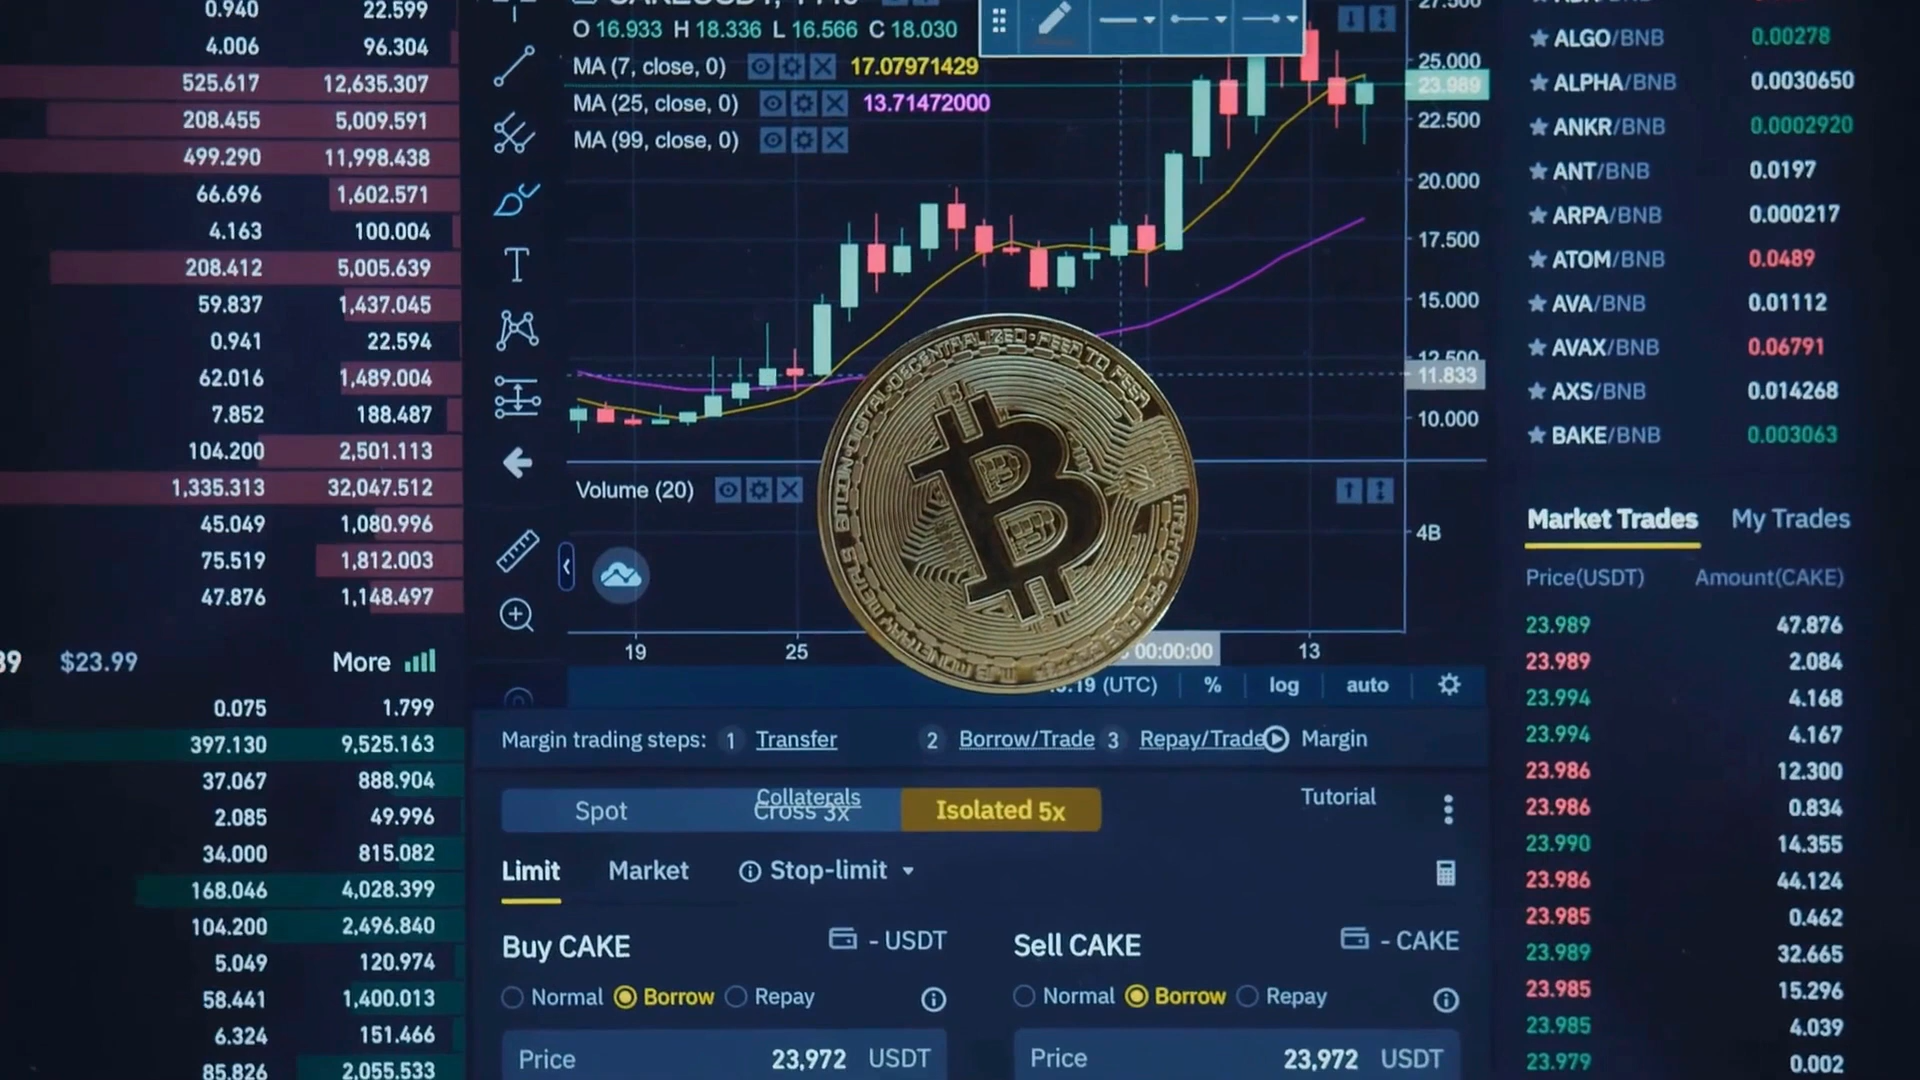 0.940 22.599
4.006 96.304
525.617 12,635.307
208.455 5,009.591
499.290 11,998.438
66.696 1,602.571
4.163 100.004
208.412 5,005.639
59.837 1,437.045
0.941 22.594
62.016 1,489.004
7.852 188.487
104.200 2,501.113
1,335.313 32,047.512
45.049 1,080.996
75.519 1,812.003
47.876 1,148.497
$23.99 More
0.075 1.799
397.130 9,525.163
37.067 888.904
2.085 49.996
34.000 815.082
168.046 4,028.399
104.200 2,496.840
5.049 120.974
58.441 1,400.013
6.324 151.466
85.826 2,055.533
O 16.933 H 18.336 L 16.566 C 18.030
MA (7, close, 0) 17.07971429
MA (25, close, 0) 13.71472000
MA (99, close, 0)
27.500
25.000
23.989
22.500
20.000
17.500
15.000
12.500
11.833
10.000
Volume (20)
4B
19 25 00:00:00 13
(UTC) % log auto
BITCOIN DIGITAL DECENTRALIZED PEER TO PEER
Margin trading steps: 1 Transfer 2 Borrow/Trade 3 Repay/Trade Margin
Collaterals Tutorial
Spot Cross 3x Isolated 5x
Limit Market Stop-limit
Buy CAKE - USDT
Normal Borrow Repay
Price 23,972 USDT
Sell CAKE - CAKE
Normal Borrow Repay
Price 23,972 USDT
ALGO/BNB 0.00278
ALPHA/BNB 0.0030650
ANKR/BNB 0.0002920
ANT/BNB 0.0197
ARPA/BNB 0.000217
ATOM/BNB 0.0489
AVA/BNB 0.01112
AVAX/BNB 0.06791
AXS/BNB 0.014268
BAKE/BNB 0.003063
Market Trades My Trades
Price(USDT) Amount(CAKE)
23.989 47.876
23.989 2.084
23.994 4.168
23.994 4.167
23.986 12.300
23.986 0.834
23.990 14.355
23.986 44.124
23.985 0.462
23.989 32.665
23.985 15.296
23.985 4.039
23.979 0.002